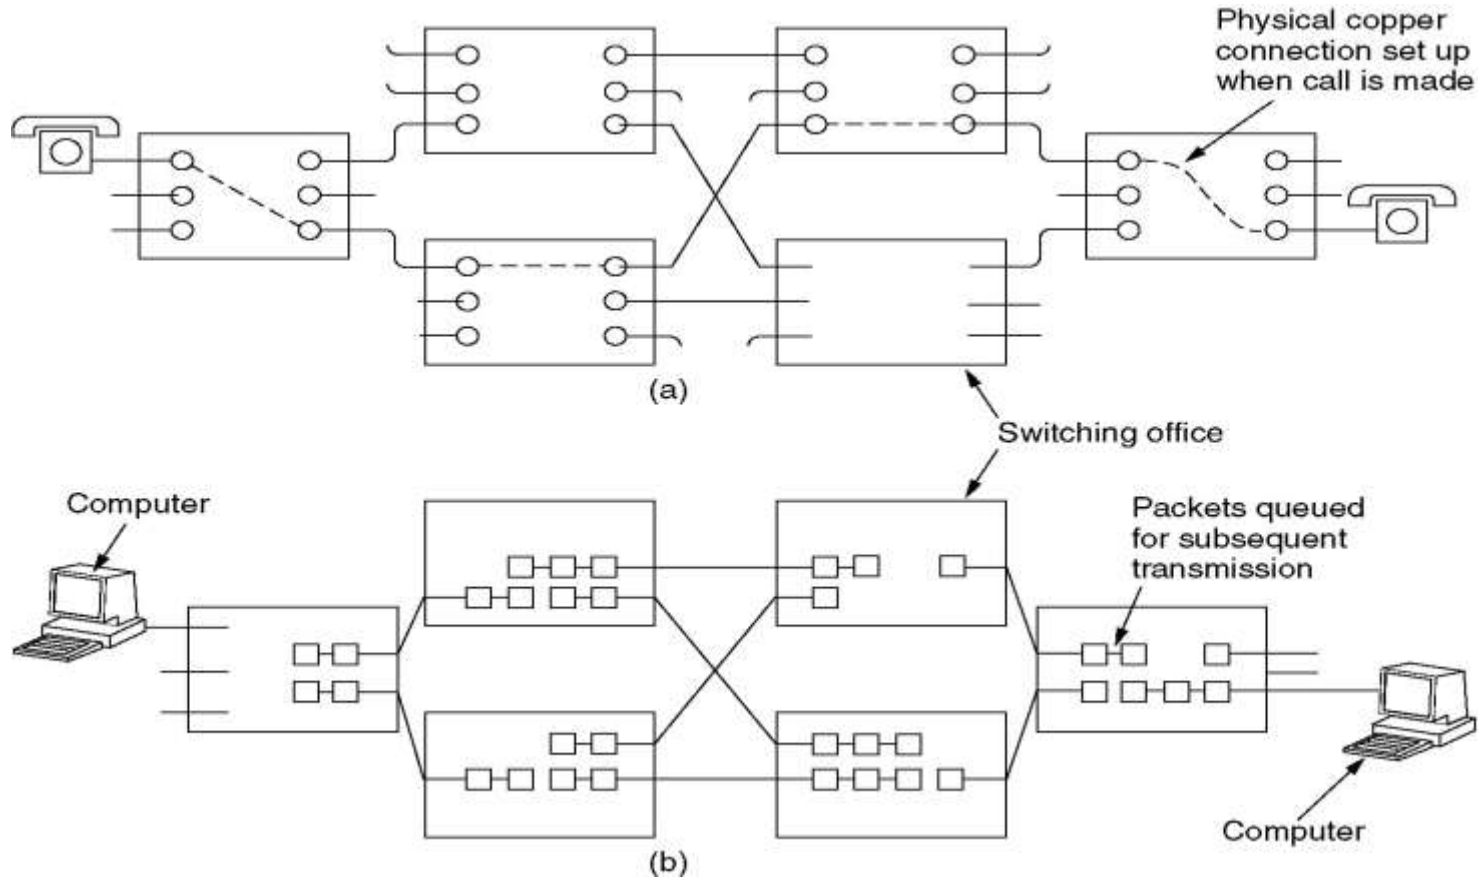 Physical copper
connection set up
when call is made
(a)
Switching office
Computer
Packets queued
for subsequent
transmission
Computer
(b)